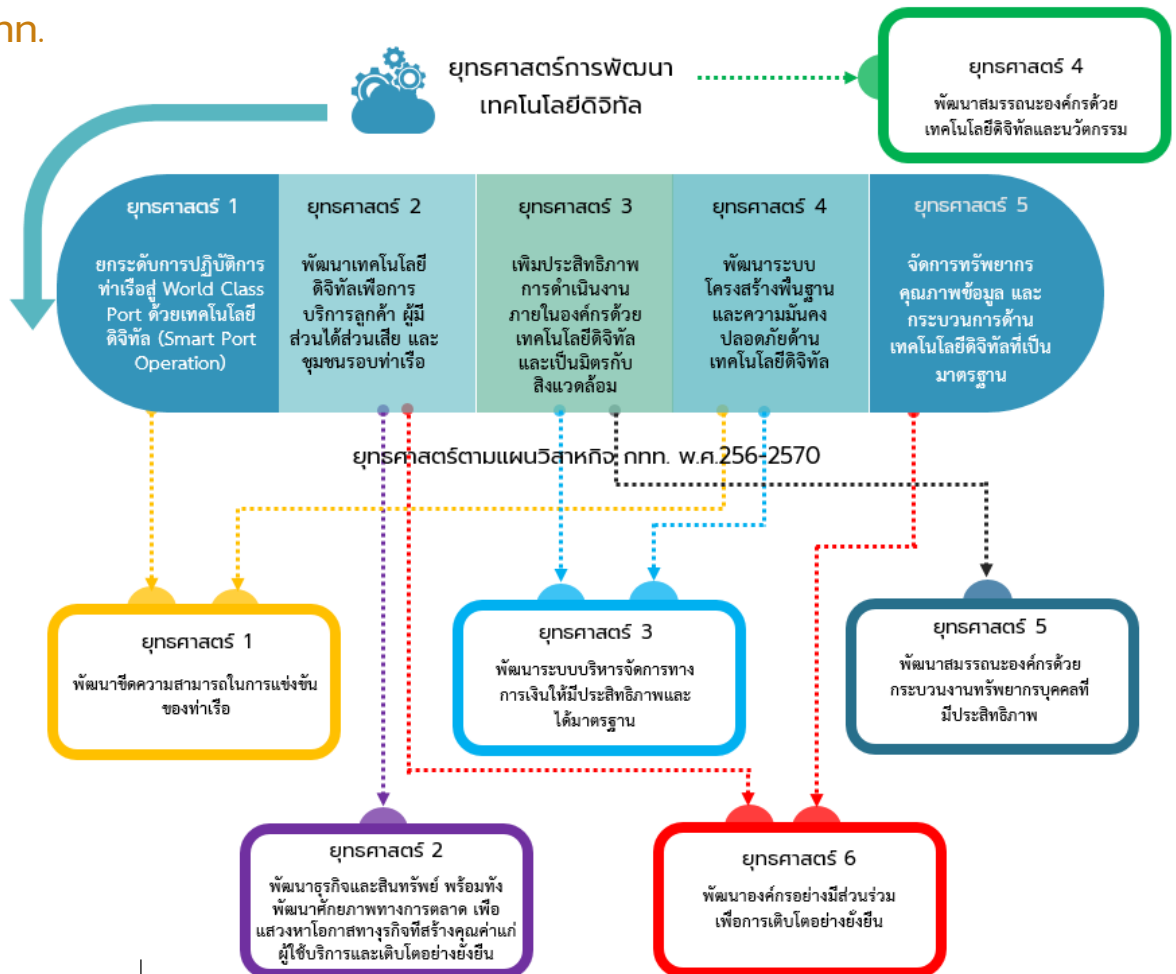 กท.
ยุทธศาสตร์การพัฒนา
เทคโนโลยีดิจิทัล
ยุทธศาสตร์ 4
พัฒนาสมรรถนะองค์กรด้วย
เทคโนโลยีดิจิทัลและนวัตกรรม
ยุทธศาสตร์ 1
ยกระดับการปฏิบัติการ
ท่าเรือสู่ World Class
Port ด้วยเทคโนโลยี
ดิจิทัล (Smart Port
Operation)
ยุทธศาสตร์ 2
พัฒนาเทคโนโลยี
ดิจิทัลเพื่อการ
บริการลูกค้า ผู้มี
ส่วนได้ส่วนเสีย และ
ชุมชนรอบท่าเรือ
ยุทธศาสตร์ 3
เพิ่มประสิทธิภาพ
การดำเนินงาน
ภายในองค์กรด้วย
เทคโนโลยีดิจิทัล
และเป็นมิตรกับ
สิ่งแวดล้อม
ยุทธศาสตร์ 4
พัฒนาระบบ
โครงสร้างพื้นฐาน
และความมั่นคง
ปลอดภัยด้าน
เทคโนโลยีดิจิทัล
ยุทธศาสตร์ 5
จัดการทรัพยากร
คุณภาพข้อมูล และ
กระบวนการด้าน
เทคโนโลยีดิจิทัลที่เป็น
มาตรฐาน
ยุทธศาสตร์ตามแผนวิสาหกิจ กทท. พ.ศ.256-2570
ยุทธศาสตร์ 1
พัฒนาขีดความสามารถในการแข่งขัน
ของท่าเรือ
ยุทธศาสตร์ 3
พัฒนาระบบบริหารจัดการทาง
การเงินให้มีประสิทธิภาพและ
ได้มาตรฐาน
ยุทธศาสตร์ 5
พัฒนาสมรรถนะองค์กรด้วย
กระบวนงานทรัพยากรบุคคลที่
มีประสิทธิภาพ
ยุทธศาสตร์ 2
พัฒนาธุรกิจและสินทรัพย์ พร้อมทั้ง
พัฒนาศักยภาพทางการตลาด เพื่อ
แสวงหาโอกาสทางุรกิจที่สร้างคุณค่าแก่
ผู้ใช้บริการและเติบโตอย่างยั่งยืน
ยุทธศาสตร์ 6
พัฒนาองค์กรอย่างมีส่วนร่วม
เพื่อการเติบโตอย่างยั่งยืน